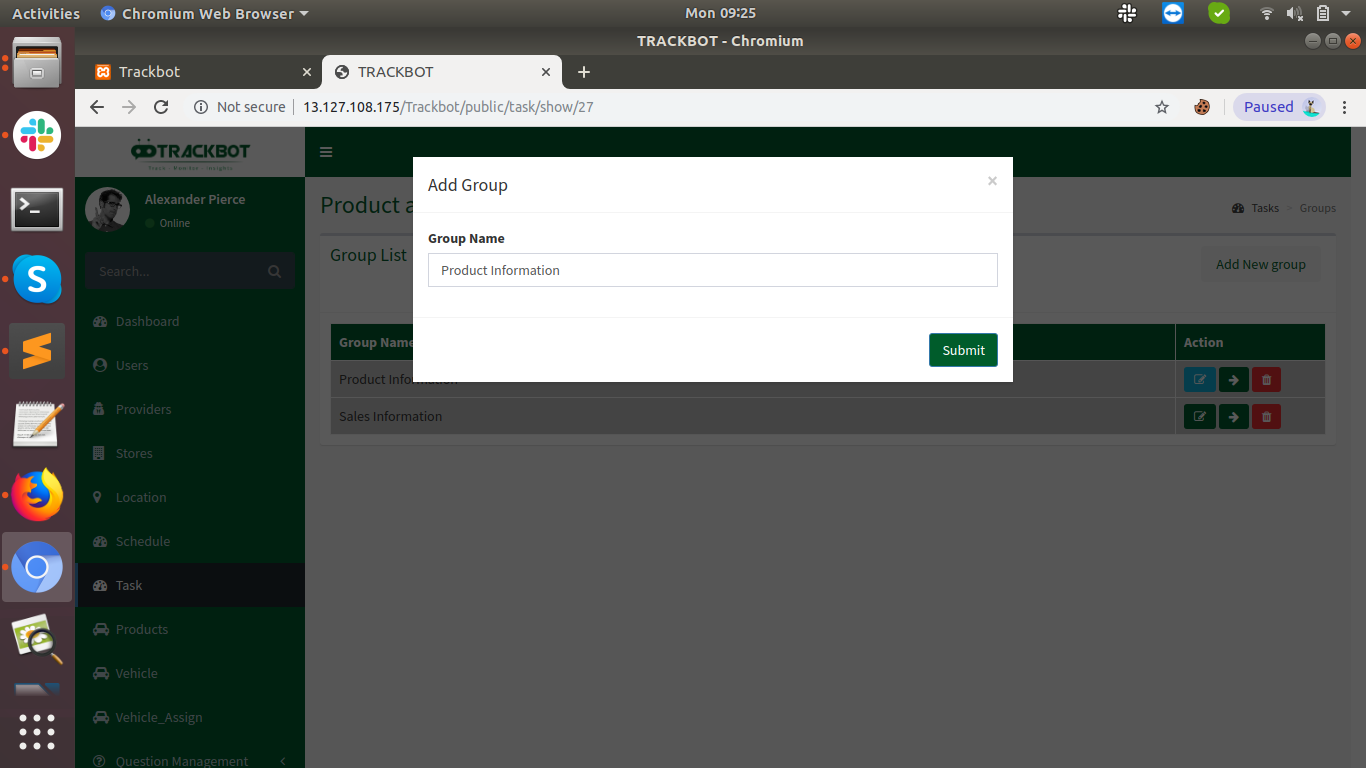 Activities
Chromium Web Browser
Mon 09:25
TRACKBOT - Chromium
Trackbot
TRACKBOT
Not secure
13.127.108.175/Trackbot/public/task/show/27
Paused
TRACKBOT
Alexander Pierce
Online
Search...
Dashboard
Users
Providers
Stores
Location
Schedule
Task
Products
Vehicle
Vehicle_Assign
Question Management
Product a
Tasks
Groups
Group List
Add New group
Add Group
×
Group Name
Product Information
Submit
Group Name
Action
Product Information
Sales Information